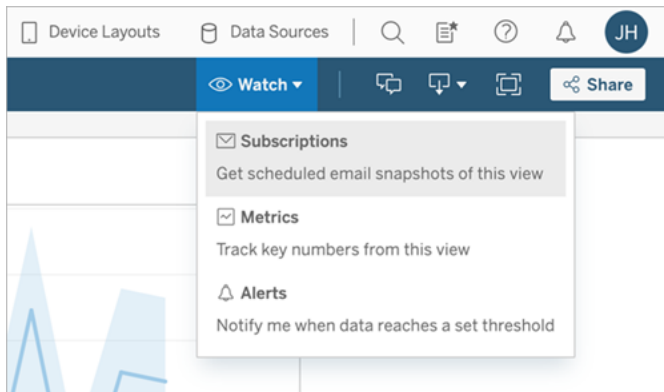 Device Layouts Data Sources JH
Watch Share
Subscriptions
Get scheduled email snapshots of this view
Metrics
Track key numbers from this view
Alerts
Notify me when data reaches a set threshold